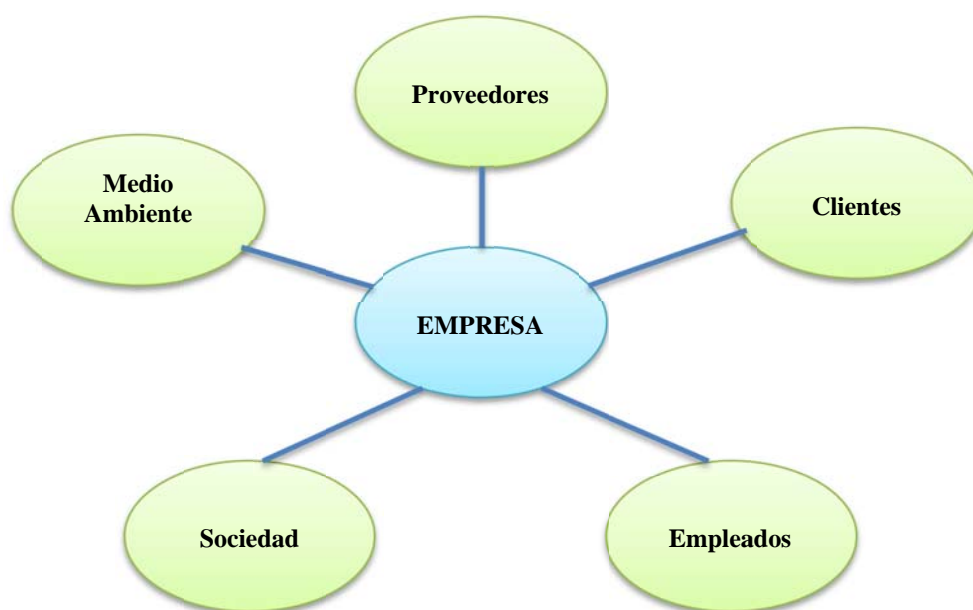 Proveedores
Medio
Ambiente
Clientes
EMPRESA
Sociedad
Empleados